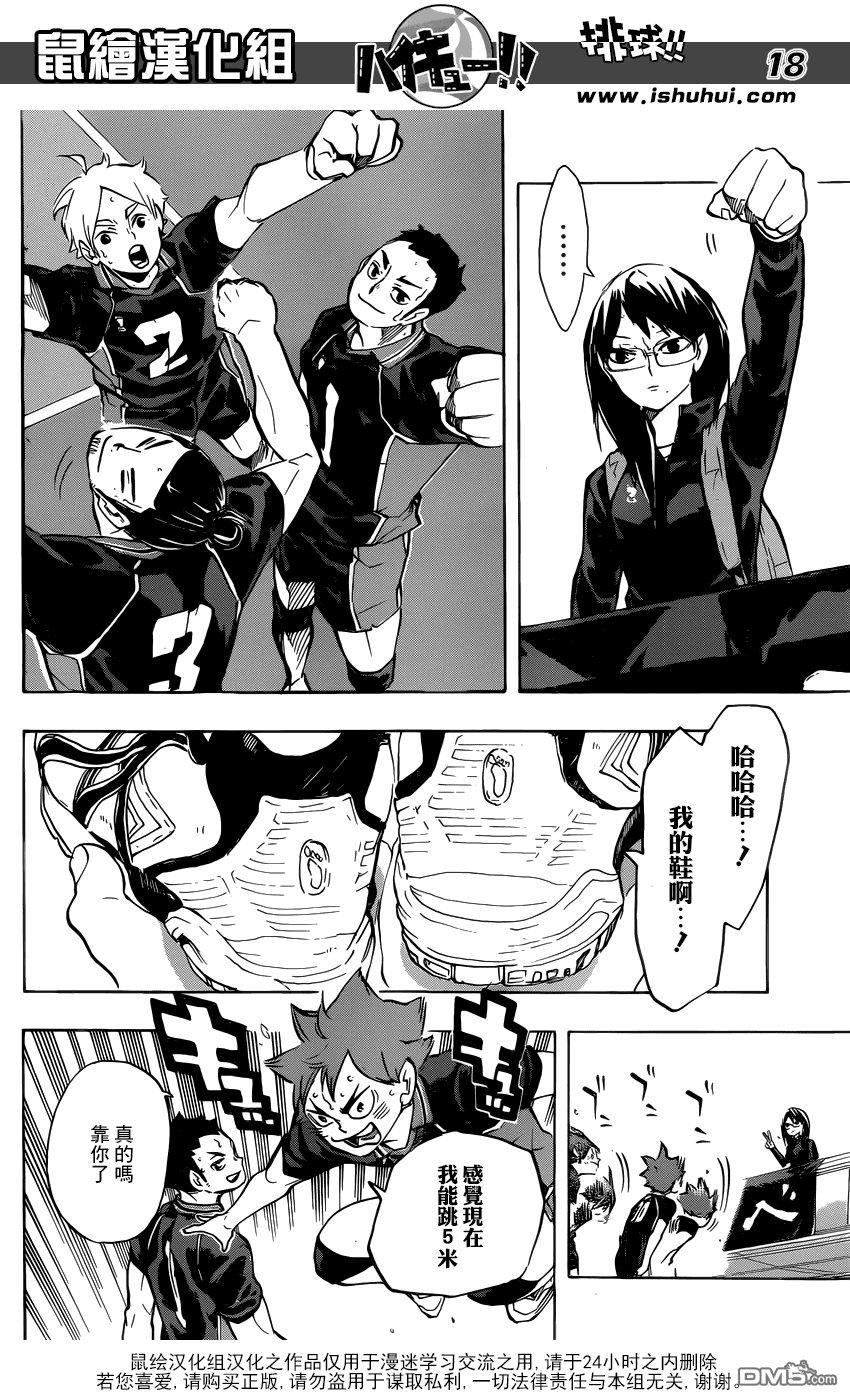 鼠繪漢化組
ハイキュー!!
排球!!
18
www.ishuhui.com
……
2
1
3
哈哈哈…!
我的鞋啊…!
キュッ
キュッ
感覺現在
我能跳5米
真的嗎
靠你了
鼠绘汉化组汉化之作品仅用于漫迷学习交流之用, 请于24小时之内删除
若您喜爱, 请购买正版, 请勿盗用于谋取私利, 一切法律责任与本组无关, 谢谢。
DM5.com